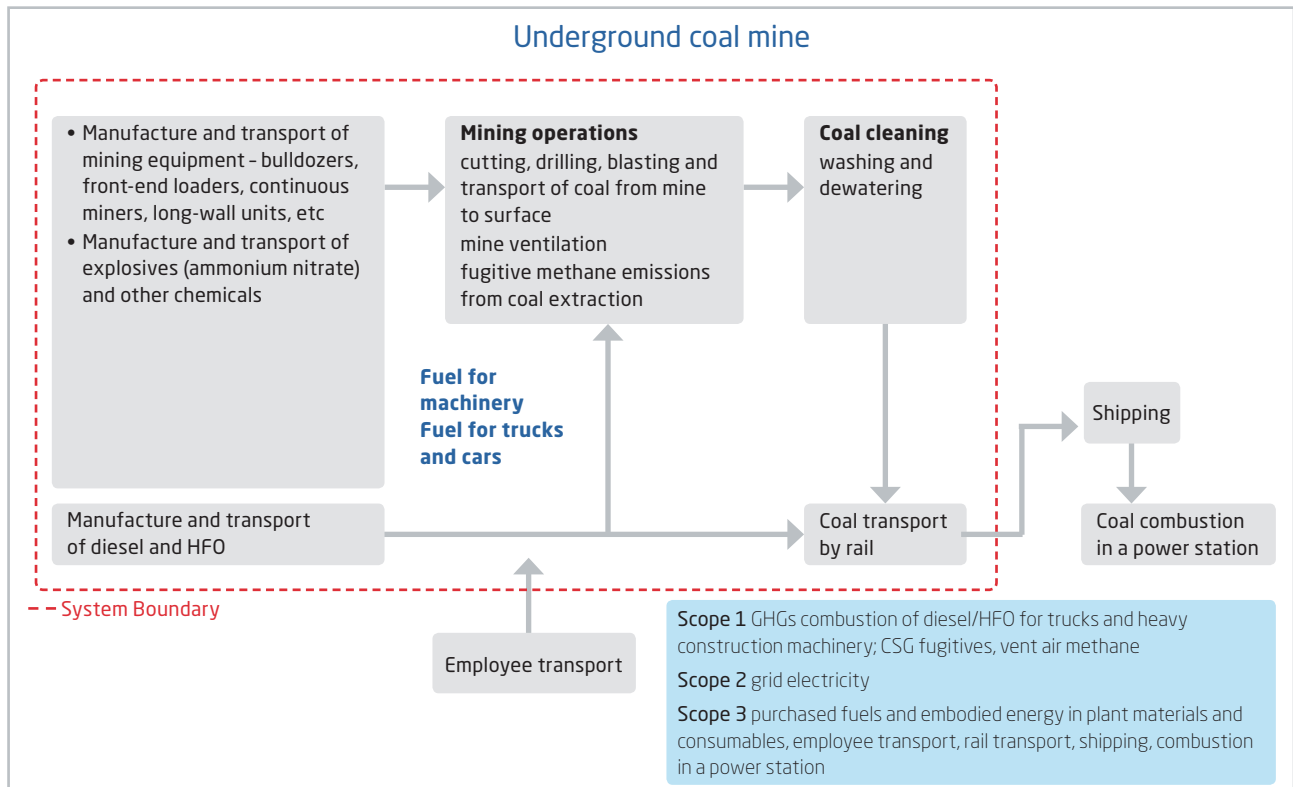 Underground coal mine
• Manufacture and transport of
mining equipment – bulldozers,
front-end loaders, continuous
miners, long-wall units, etc
• Manufacture and transport of
explosives (ammonium nitrate)
and other chemicals
Mining operations
cutting, drilling, blasting and
transport of coal from mine
to surface
mine ventilation
fugitive methane emissions
from coal extraction
Coal cleaning
washing and
dewatering
Fuel for
machinery
Fuel for trucks
and cars
Shipping
Manufacture and transport
of diesel and HFO
Coal transport
by rail
Coal combustion
in a power station
System Boundary
Employee transport
Scope 1 GHGs combustion of diesel/HFO for trucks and heavy
construction machinery; CSG fugitives, vent air methane
Scope 2 grid electricity
Scope 3 purchased fuels and embodied energy in plant materials and
consumables, employee transport, rail transport, shipping, combustion
in a power station